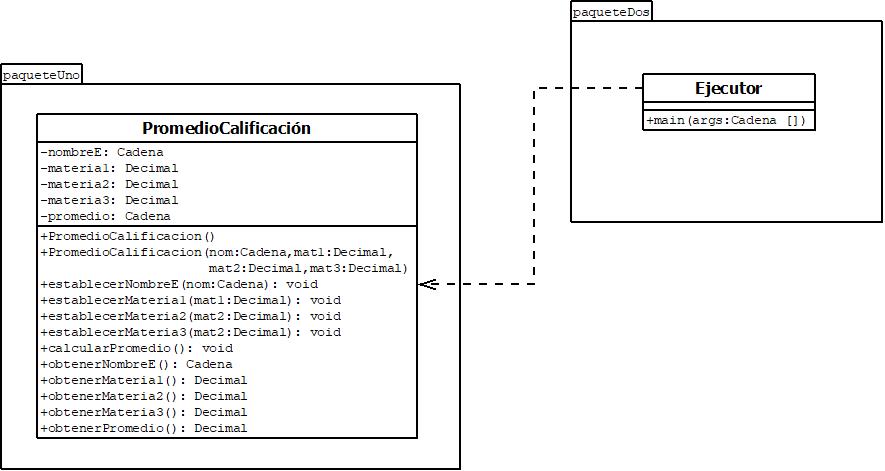 paqueteUno
PromedioCalificación
-nombreE: Cadena
-materia1: Decimal
-materia2: Decimal
-materia3: Decimal
-promedio: Cadena
+PromedioCalificacion()
+PromedioCalificacion(nom:Cadena,mat1:Decimal,
mat2:Decimal,mat3:Decimal)
+establecerNombreE(nom:Cadena): void
+establecerMateria1(mat1:Decimal): void
+establecerMateria2(mat2:Decimal): void
+establecerMateria3(mat2:Decimal): void
+calcularPromedio(): void
+obtenerNombreE(): Cadena
+obtenerMateria1(): Decimal
+obtenerMateria2(): Decimal
+obtenerMateria3(): Decimal
+obtenerPromedio(): Decimal
paqueteDos
Ejecutor
+main(args:Cadena [])